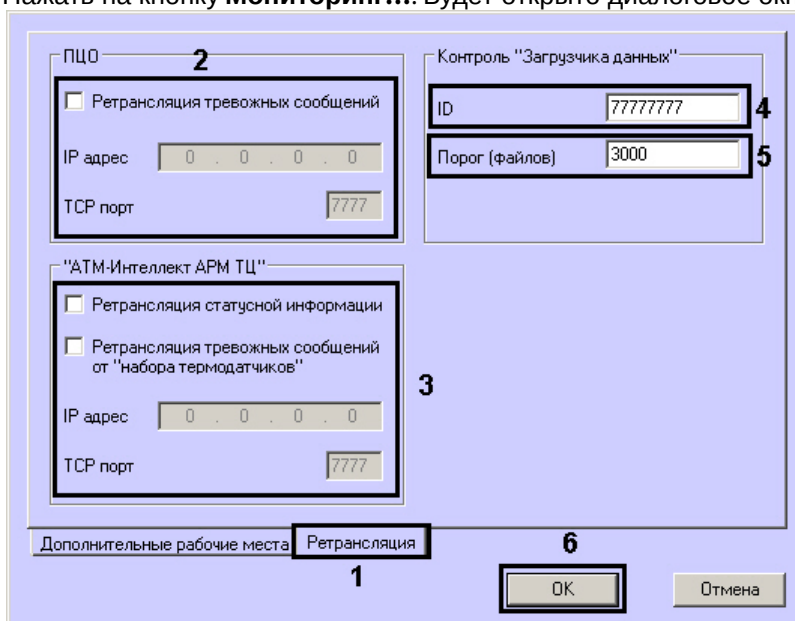 Нажать на кнопку Мониторинг.... Будет открыто диалоговое ок
ПЦО
2
Ретрансляция тревожных сообщений
IP адрес 0 . 0 . 0 . 0
TCP порт 7777
Контроль "Загрузчика данных"
ID 77777777 4
Порог (файлов) 3000 5
"АТМ-Интеллект АРМ ТЦ"
Ретрансляция статусной информации
Ретрансляция тревожных сообщений
от "набора термодатчиков"
3
IP адрес 0 . 0 . 0 . 0
TCP порт 7777
Дополнительные рабочие места Ретрансляция
1
6
OK Отмена